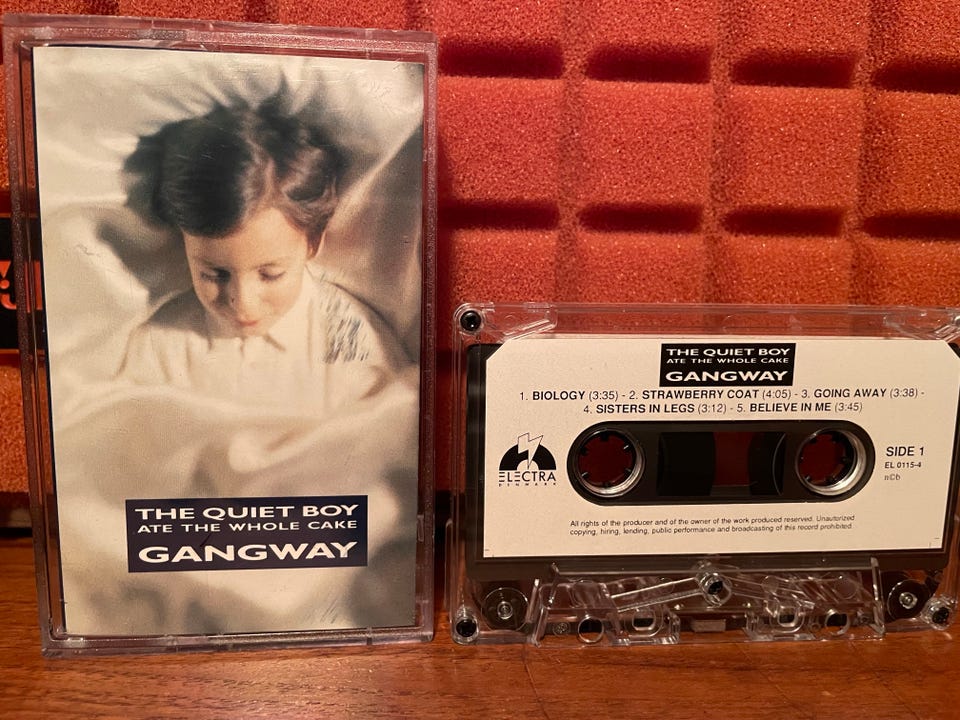 THE QUIET BOY
ATE THE WHOLE CAKE
GANGWAY
THE QUIET BOY
ATE THE WHOLE CAKE
GANGWAY
1. BIOLOGY (3:35) - 2. STRAWBERRY COAT (4:05) - 3. GOING AWAY (3:38) -
4. SISTERS IN LEGS (3:12) - 5. BELIEVE IN ME (3:45)
ELECTRA
DENMARK
SIDE 1
EL 0115-4
nCb
All rights of the producer and of the owner of the work produced reserved. Unauthorized
copying, hiring, lending, public performance and broadcasting of this record prohibited.